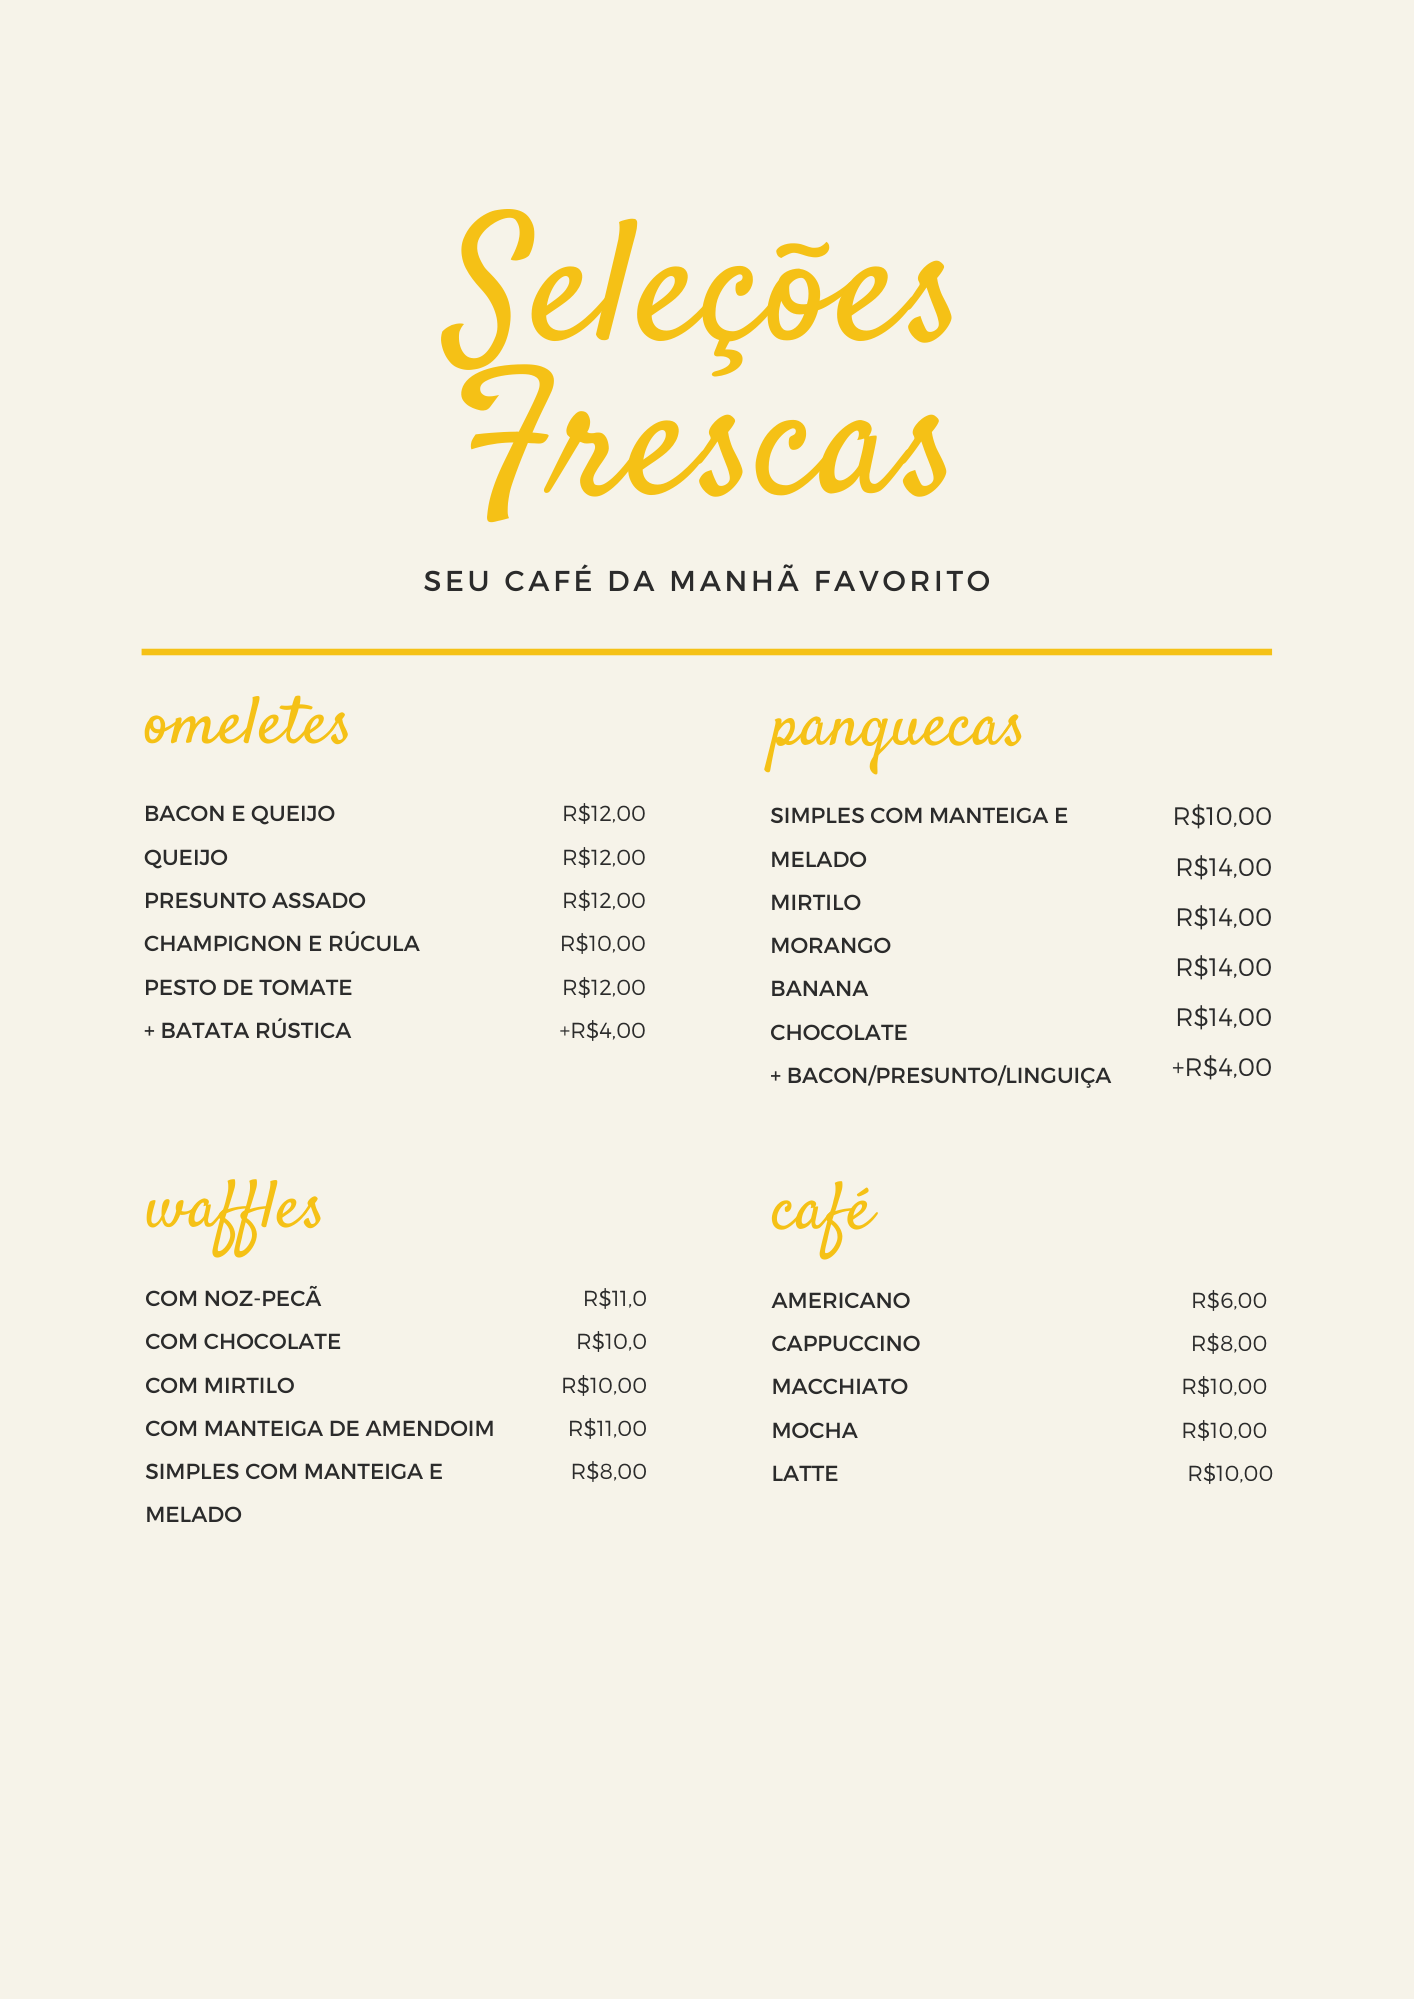 Seleções
Frescas
SEU CAFÉ DA MANHÃ FAVORITO
omeletes
BACON E QUEIJO R$12,00
QUEIJO R$12,00
PRESUNTO ASSADO R$12,00
CHAMPIGNON E RÚCULA R$10,00
PESTO DE TOMATE R$12,00
+ BATATA RÚSTICA +R$4,00
panquecas
SIMPLES COM MANTEIGA E R$10,00
MELADO R$14,00
MIRTILO R$14,00
MORANGO R$14,00
BANANA R$14,00
CHOCOLATE +R$4,00
+ BACON/PRESUNTO/LINGUIÇA
waffles
COM NOZ-PECÃ R$11,0
COM CHOCOLATE R$10,0
COM MIRTILO R$10,00
COM MANTEIGA DE AMENDOIM R$11,00
SIMPLES COM MANTEIGA E R$8,00
MELADO
café
AMERICANO R$6,00
CAPPUCCINO R$8,00
MACCHIATO R$10,00
MOCHA R$10,00
LATTE R$10,00